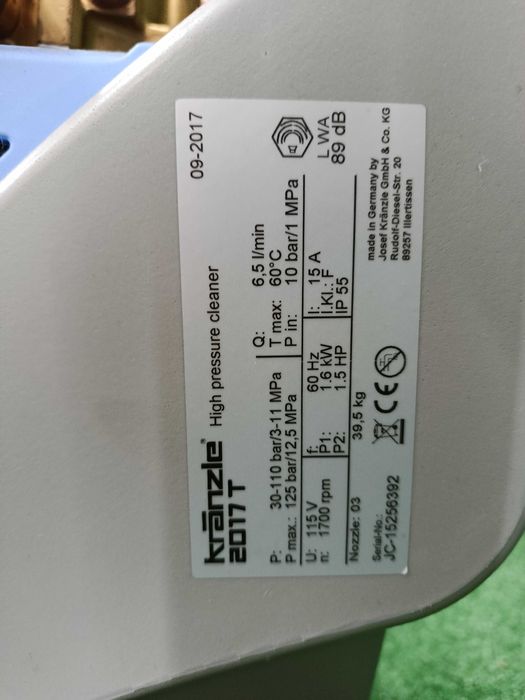 kränzle®
2017 T High pressure cleaner 09-2017
P: 30-110 bar/3-11 MPa Q: 6,5 l/min
P max.: 125 bar/12,5 MPa T max: 60°C
P in: 10 bar/1 MPa
LWA
89 dB
U: 115 V f: 60 Hz I: 15 A
n: 1700 rpm P1: 1.6 kW I.Kl.: F
P2: 1.5 HP IP 55
Nozzle: 03 39,5 kg
Serial-No.:
JC-15256392
CE
made in Germany by
Josef Kränzle GmbH & Co. KG
Rudolf-Diesel-Str. 20
89257 Illertissen